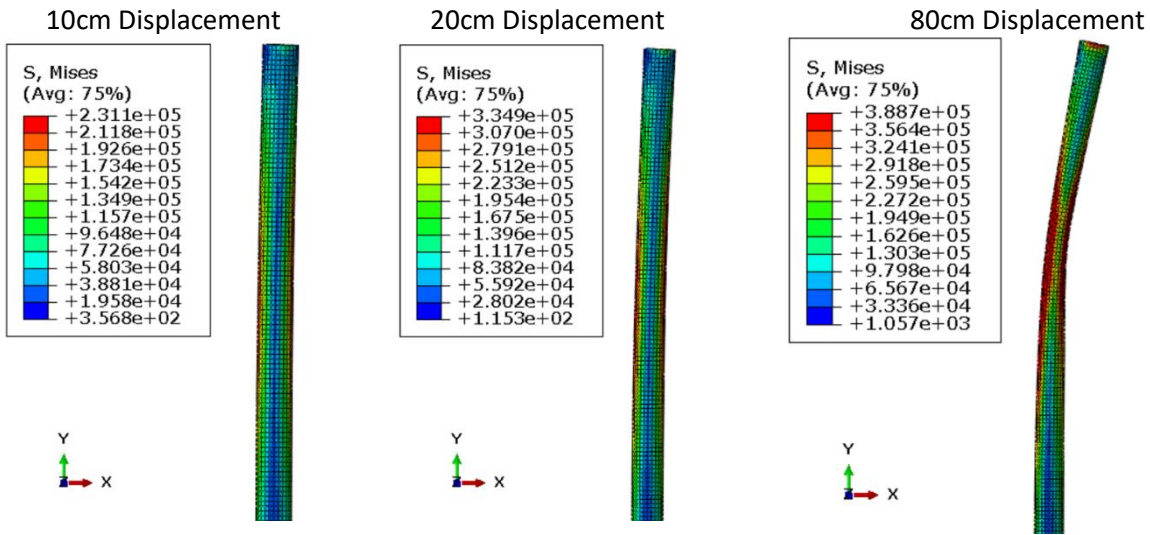 10cm Displacement
20cm Displacement
80cm Displacement
S, Mises
(Avg: 75%)
+2.311e+05
+2.118e+05
+1.926e+05
+1.734e+05
+1.542e+05
+1.349e+05
+1.157e+05
+9.648e+04
+7.726e+04
+5.803e+04
+3.881e+04
+1.958e+04
+3.568e+02
Y
X
S, Mises
(Avg: 75%)
+3.349e+05
+3.070e+05
+2.791e+05
+2.512e+05
+2.233e+05
+1.954e+05
+1.675e+05
+1.396e+05
+1.117e+05
+8.382e+04
+5.592e+04
+2.802e+04
+1.153e+02
Y
X
S, Mises
(Avg: 75%)
+3.887e+05
+3.564e+05
+3.241e+05
+2.918e+05
+2.595e+05
+2.272e+05
+1.949e+05
+1.626e+05
+1.303e+05
+9.798e+04
+6.567e+04
+3.336e+04
+1.057e+03
Y
X